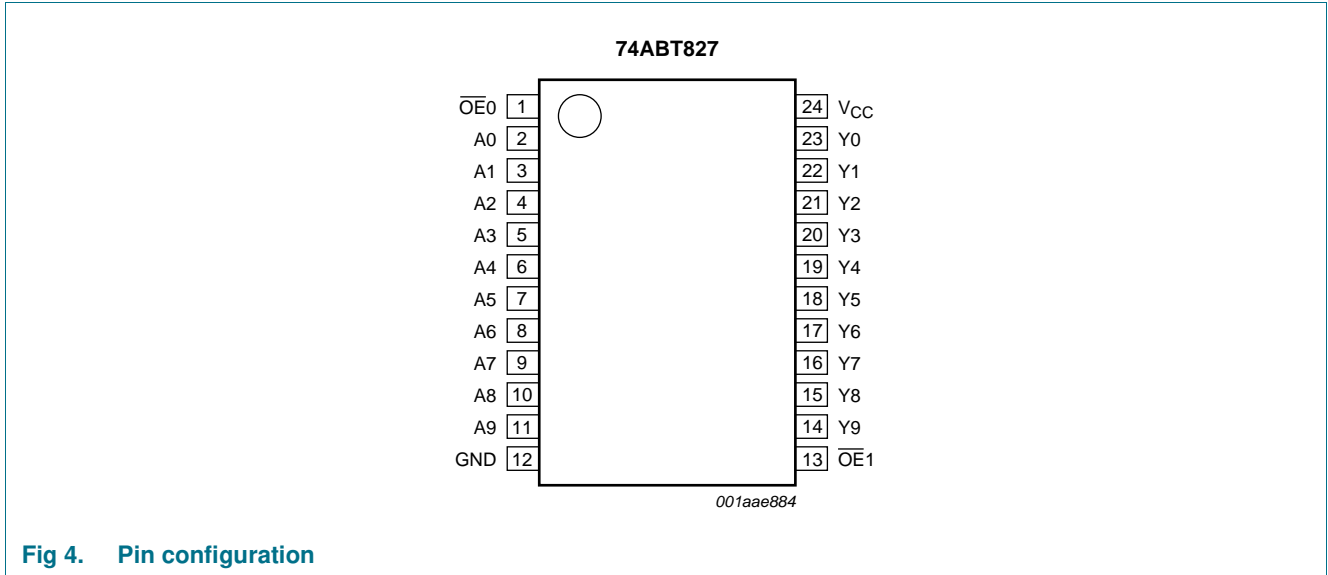 74ABT827
O̅E̅0 1 24 VCC
A0 2 23 Y0
A1 3 22 Y1
A2 4 21 Y2
A3 5 20 Y3
A4 6 19 Y4
A5 7 18 Y5
A6 8 17 Y6
A7 9 16 Y7
A8 10 15 Y8
A9 11 14 Y9
GND 12 13 O̅E̅1
001aae884
Fig 4. Pin configuration